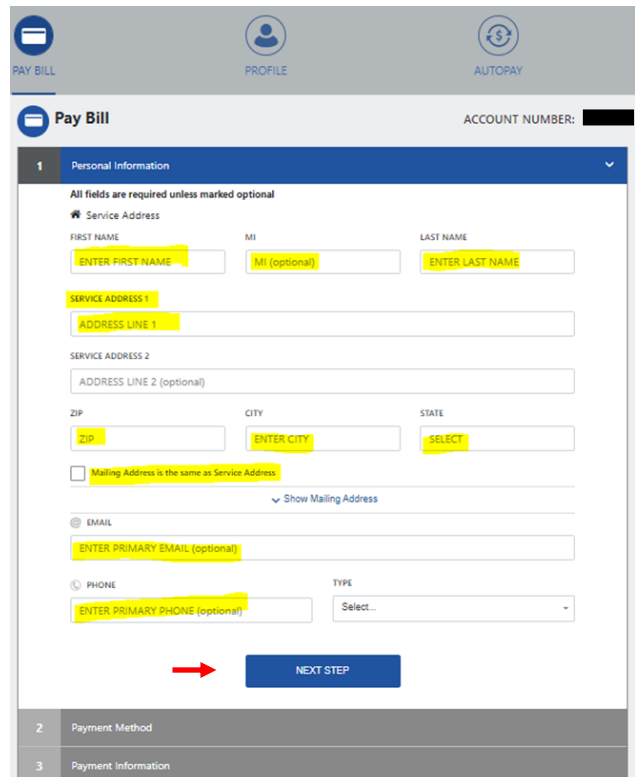 PAY BILL PROFILE AUTOPAY
Pay Bill ACCOUNT NUMBER:
1 Personal Information
All fields are required unless marked optional
Service Address
FIRST NAME MI LAST NAME
ENTER FIRST NAME MI (optional) ENTER LAST NAME
SERVICE ADDRESS 1
ADDRESS LINE 1
SERVICE ADDRESS 2
ADDRESS LINE 2 (optional)
ZIP CITY STATE
ZIP ENTER CITY SELECT
Mailing Address is the same as Service Address
Show Mailing Address
@ EMAIL
ENTER PRIMARY EMAIL (optional)
PHONE TYPE
ENTER PRIMARY PHONE (optional) Select...
NEXT STEP
2 Payment Method
3 Payment Information